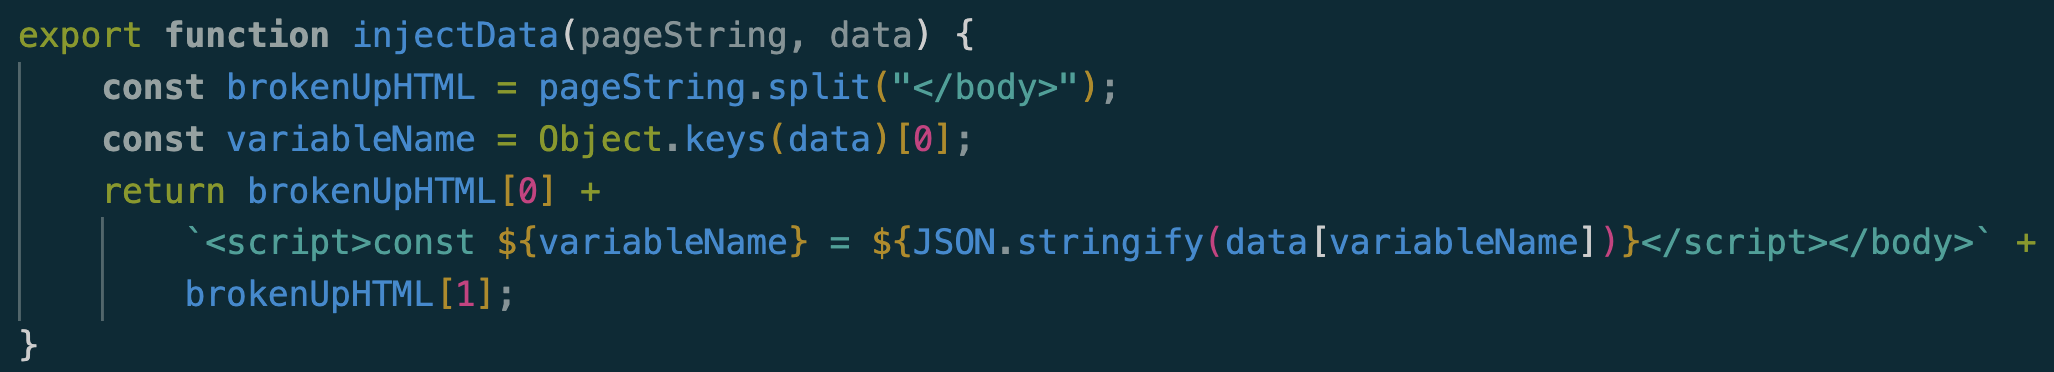 export function injectData(pageString, data) {
    const brokenUpHTML = pageString.split("</body>");
    const variableName = Object.keys(data)[0];
    return brokenUpHTML[0] +
        `<script>const ${variableName} = ${JSON.stringify(data[variableName])}</script></body>` +
        brokenUpHTML[1];
}